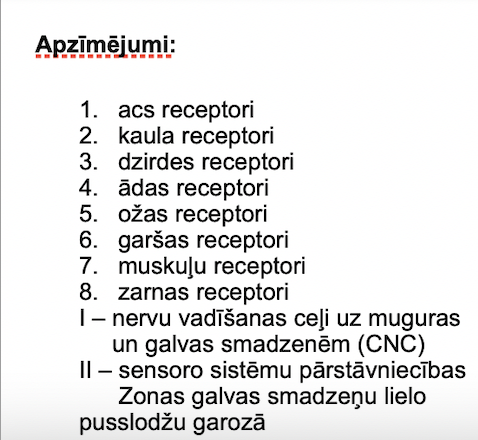 Apzīmējumi:
1. acs receptori
2. kaula receptori
3. dzirdes receptori
4. ādas receptori
5. ožas receptori
6. garšas receptori
7. muskuļu receptori
8. zarnas receptori
I – nervu vadīšanas ceļi uz muguras
un galvas smadzenēm (CNC)
II – sensoro sistēmu pārstāvniecības
Zonas galvas smadzeņu lielo
pusslodžu garozā